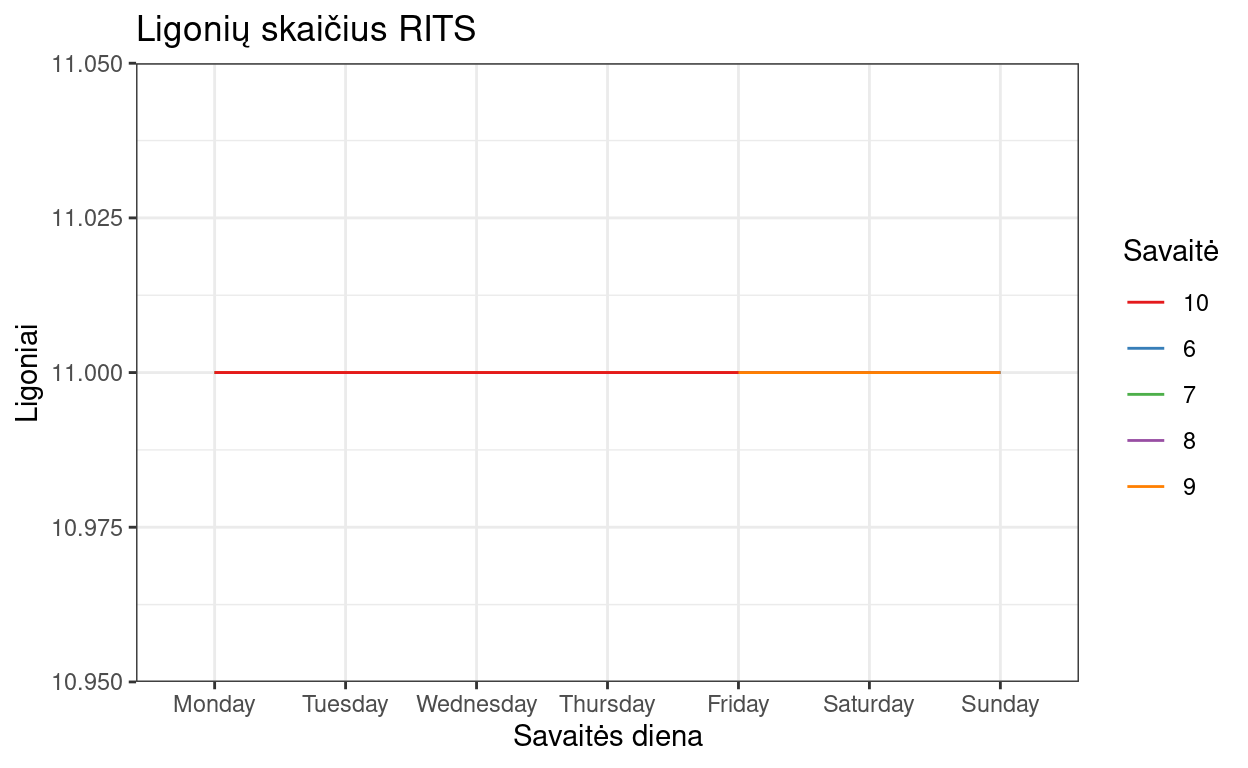 Ligonių skaičius RITS
11.050
11.025
11.000
10.975
10.950
Ligoniai
Monday Tuesday Wednesday Thursday Friday Saturday Sunday
Savaitės diena
Savaitė
10
6
7
8
9